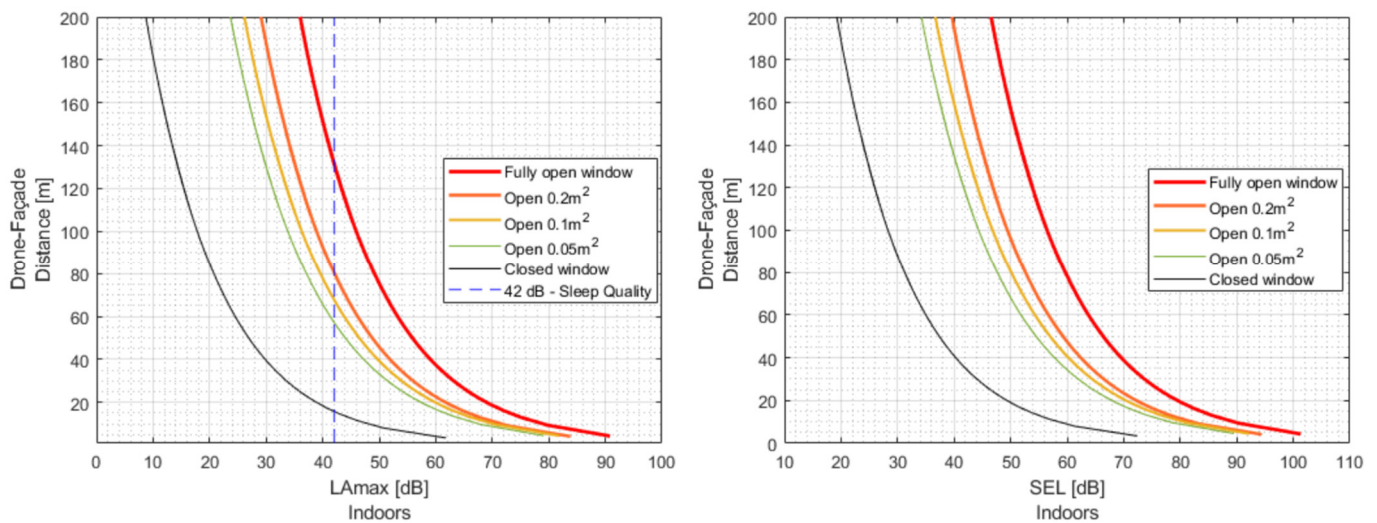 200
180
160
140
120
100
80
60
40
20
Drone-Façade
Distance [m]
0 10 20 30 40 50 60 70 80 90 100
LAmax [dB]
Indoors
Fully open window
Open 0.2m²
Open 0.1m²
Open 0.05m²
Closed window
42 dB - Sleep Quality
200
180
160
140
120
100
80
60
40
20
0
Drone-Façade
Distance [m]
10 20 30 40 50 60 70 80 90 100 110
SEL [dB]
Indoors
Fully open window
Open 0.2m²
Open 0.1m²
Open 0.05m²
Closed window